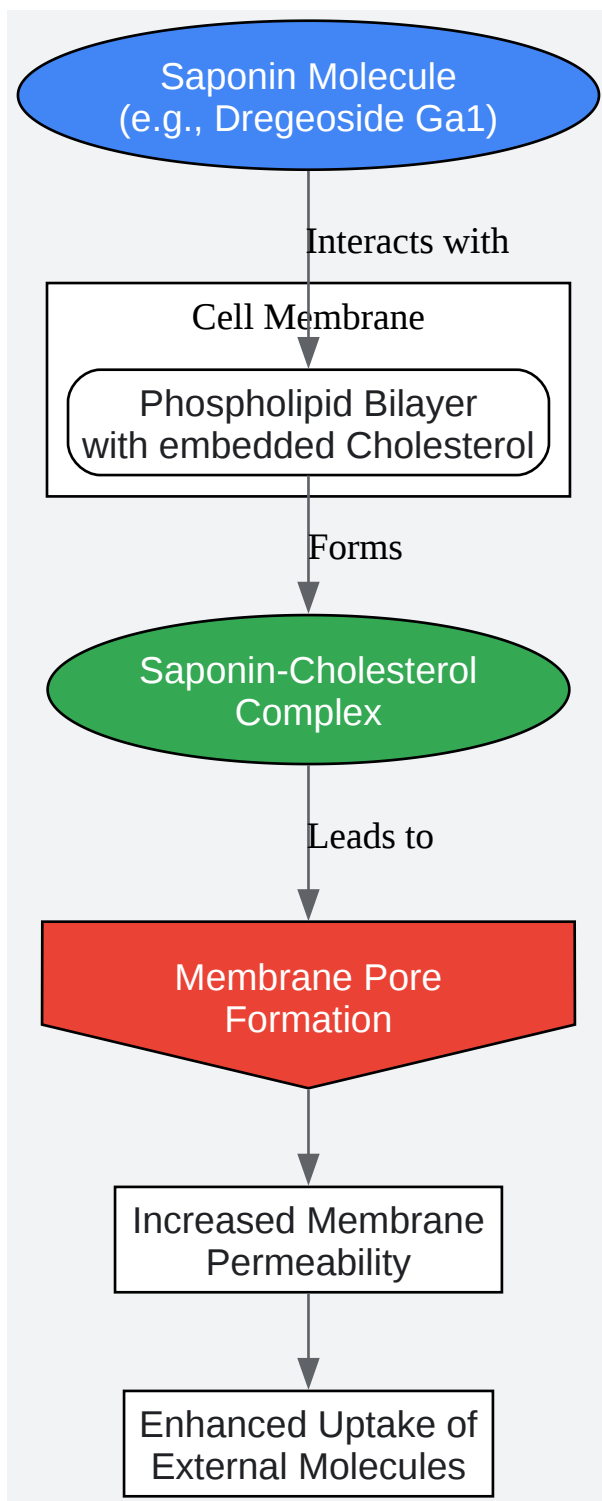 Saponin Molecule
(e.g., Dregeoside Ga1)
Interacts with
Cell Membrane
Phospholipid Bilayer
with embedded Cholesterol
Forms
Saponin-Cholesterol
Complex
Leads to
Membrane Pore
Formation
Increased Membrane
Permeability
Enhanced Uptake of
External Molecules